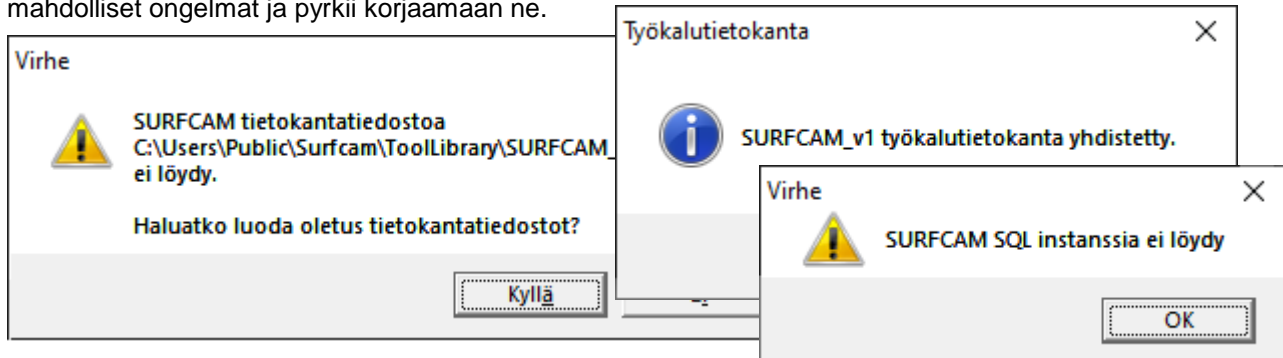 mahdolliset ongelmat ja pyrkii korjaamaan ne.
Virhe
SURFCAM tietokantatiedostoa
C:\Users\Public\Surfcam\ToolLibrary\SURFCAM_
ei löydy.
Haluatko luoda oletus tietokantatiedostot?
Kyllä
Työkalutietokanta
SURFCAM_v1 työkalutietokanta yhdistetty.
Virhe
SURFCAM SQL instanssia ei löydy
OK